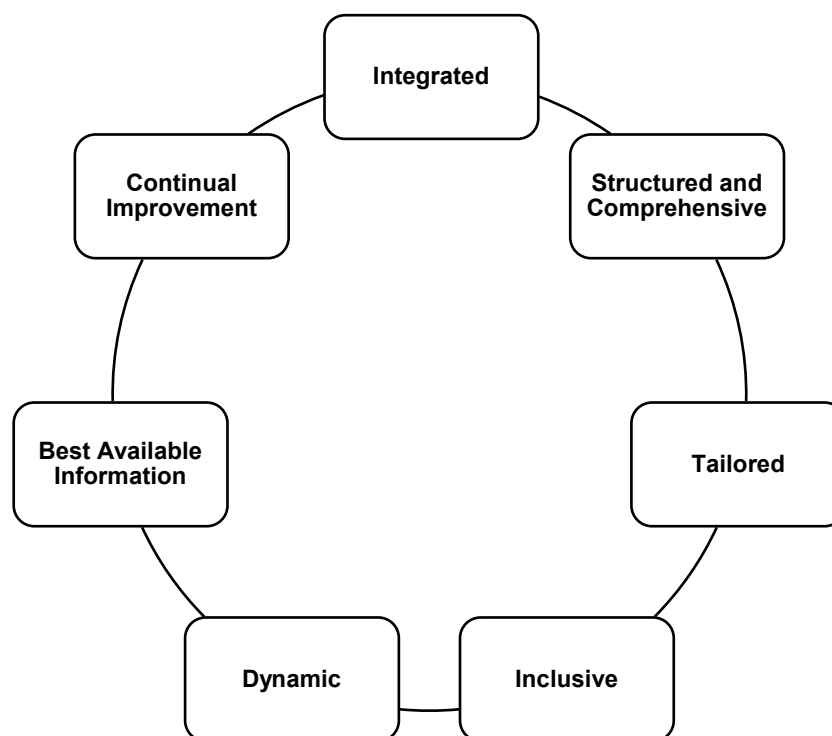 Integrated
Structured and
Comprehensive
Tailored
Inclusive
Dynamic
Best Available
Information
Continual
Improvement